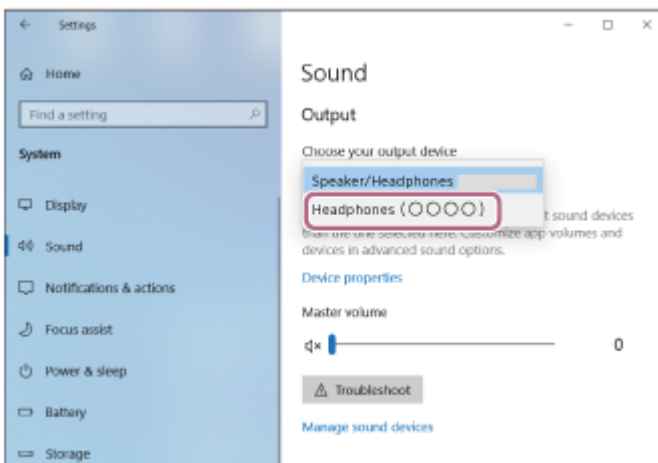 Settings
Home
Find a setting
System
Display
Sound
Notifications & actions
Focus assist
Power & sleep
Battery
Storage
Sound
Output
Choose your output device
Speaker/Headphones
Headphones (○○○○)
t sound devices
than the one selected here. Customize app volumes and
devices in advanced sound options.
Device properties
Master volume
0
Troubleshoot
Manage sound devices